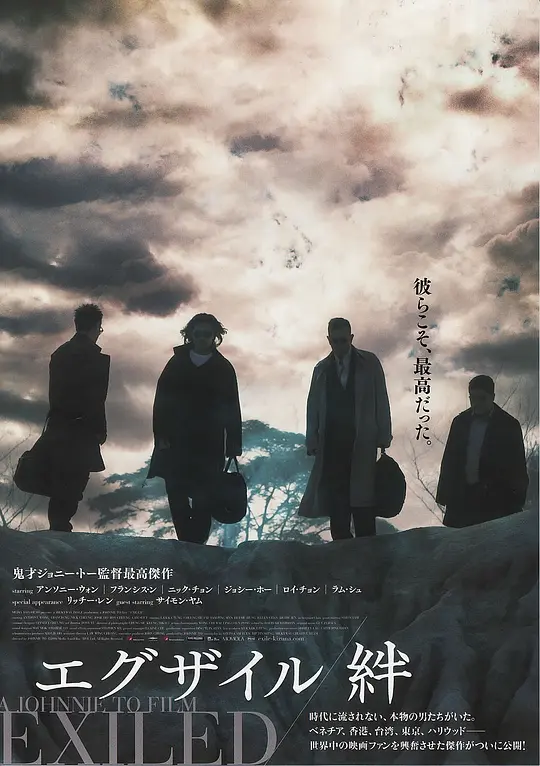 彼らこそ、最高だった。
鬼才ジョニー・トー監督最高傑作
starring アンソニー・ウォン｜フランシス・ン｜ニック・チョン｜ジョシー・ホー｜ロイ・チョン｜ラム・シュ
special appearance リッチー・レン guest starring サイモン・ヤム
エグザイル/絆
A JOHNNIE TO FILM
EXILED
時代に流されない、本物の男たちがいた。
ベネチア、香港、台湾、東京、ハリウッド──
世界中の映画ファンを興奮させた傑作がついに公開!